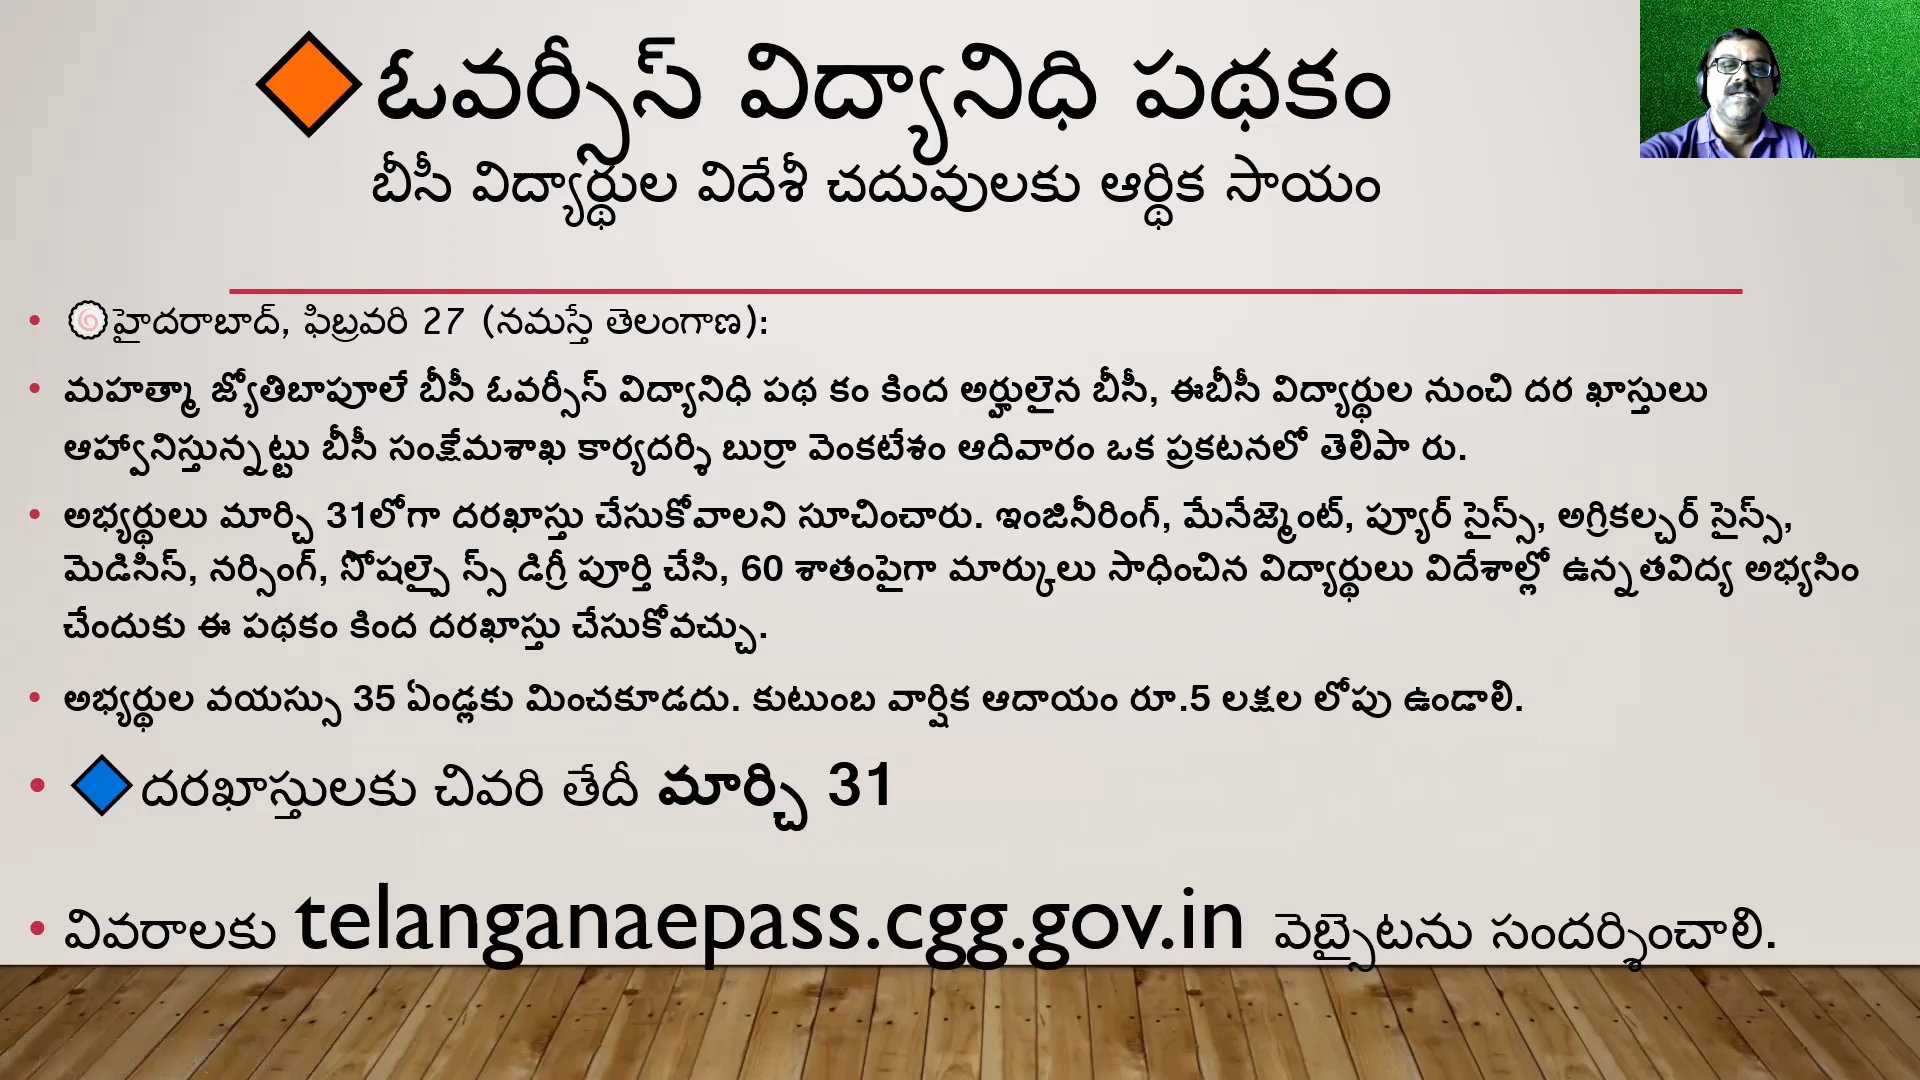 ఓవర్సీస్ విద్యానిధి పథకం
బీసీ విద్యార్థుల విదేశీ చదువులకు ఆర్థిక సాయం
• హైదరాబాద్, ఫిబ్రవరి 27 (నమస్తే తెలంగాణ):
• మహత్మా జ్యోతిబాపూలే బీసీ ఓవర్సీస్ విద్యానిధి పథ కం కింద అర్హులైన బీసీ, ఈబీసీ విద్యార్థుల నుంచి దర ఖాస్తులు
ఆహ్వానిస్తున్నట్టు బీసీ సంక్షేమశాఖ కార్యదర్శి బుర్రా వెంకటేశం ఆదివారం ఒక ప్రకటనలో తెలిపా రు.
• అభ్యర్థులు మార్చి 31లోగా దరఖాస్తు చేసుకోవాలని సూచించారు. ఇంజినీరింగ్, మేనేజ్మెంట్, ప్యూర్ సైన్స్, అగ్రికల్చర్ సైన్స్,
మెడిసిన్, నర్సింగ్, సోషల్సై న్స్ డిగ్రీ పూర్తి చేసి, 60 శాతంపైగా మార్కులు సాధించిన విద్యార్థులు విదేశాల్లో ఉన్నతవిద్య అభ్యసిం
చేందుకు ఈ పథకం కింద దరఖాస్తు చేసుకోవచ్చు.
• అభ్యర్థుల వయస్సు 35 ఏండ్లకు మించకూడదు. కుటుంబ వార్షిక ఆదాయం రూ.5 లక్షల లోపు ఉండాలి.
• దరఖాస్తులకు చివరి తేదీ మార్చి 31
• వివరాలకు telanganaepass.cgg.gov.in వెబ్సైటను సందర్శించాలి.